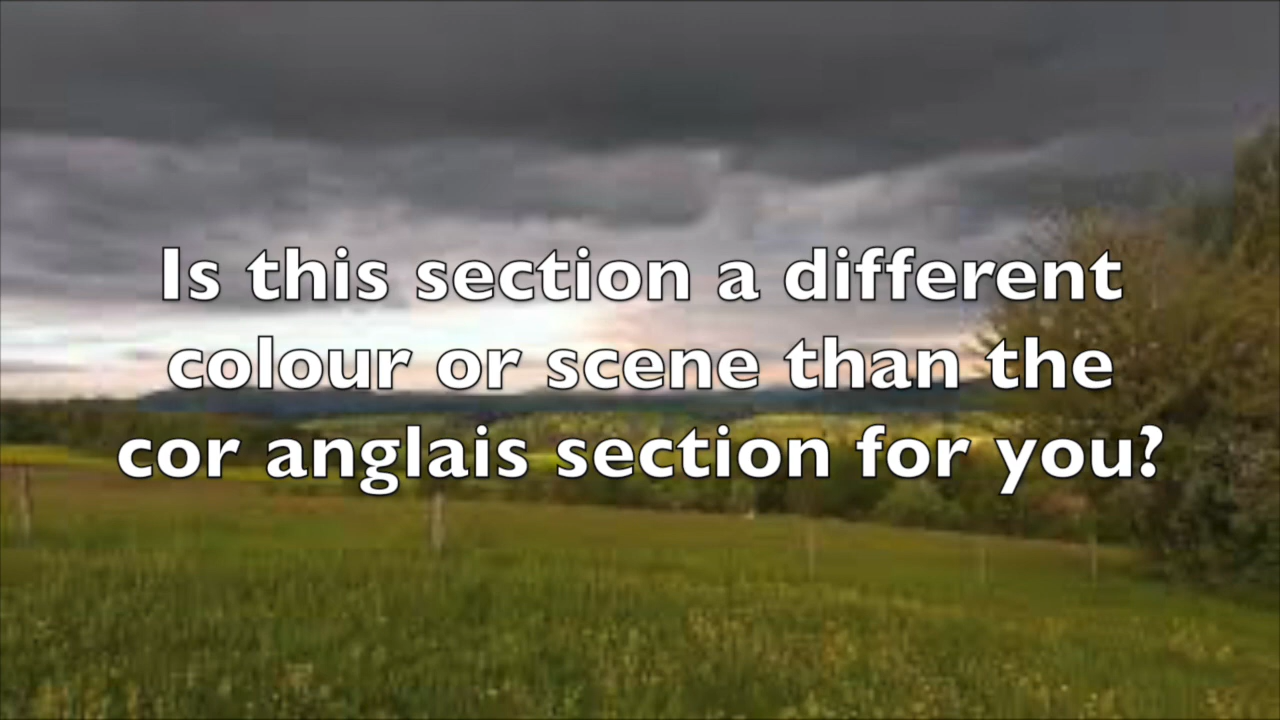 Is this section a different
colour or scene than the
cor anglais section for you?